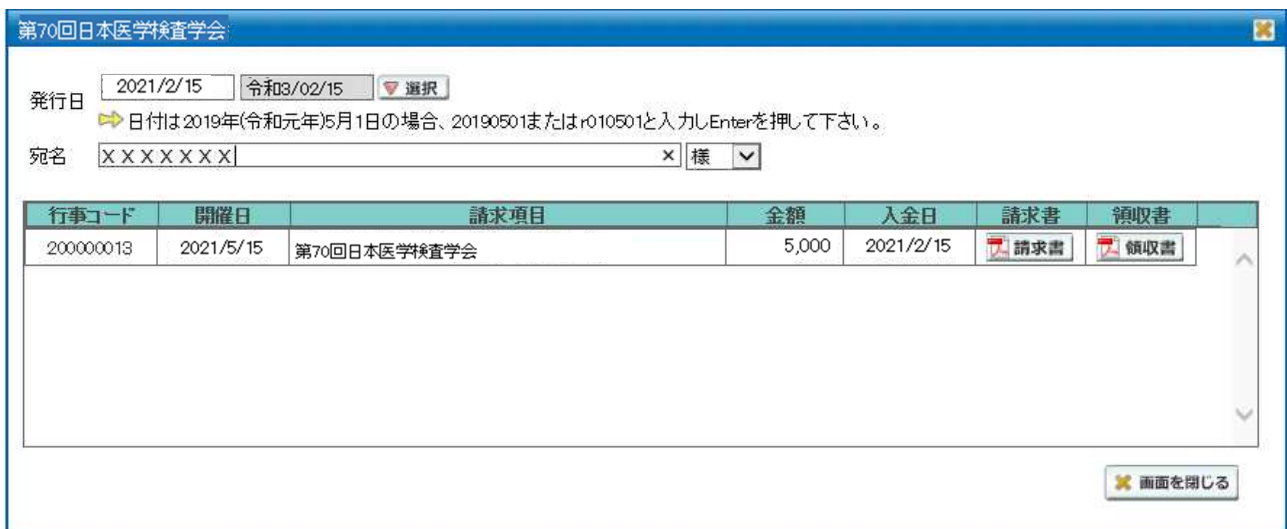 第70回日本医学検査学会
発行日 2021/2/15 令和3/02/15 選択
日付は2019年(令和元年)5月1日の場合、20190501またはr010501と入力しEnterを押して下さい。
宛名 XXXXXXX × 様
行事コード 開催日 請求項目 金額 入金日 請求書 領収書
200000013 2021/5/15 第70回日本医学検査学会 5,000 2021/2/15 請求書 領収書
画面を閉じる